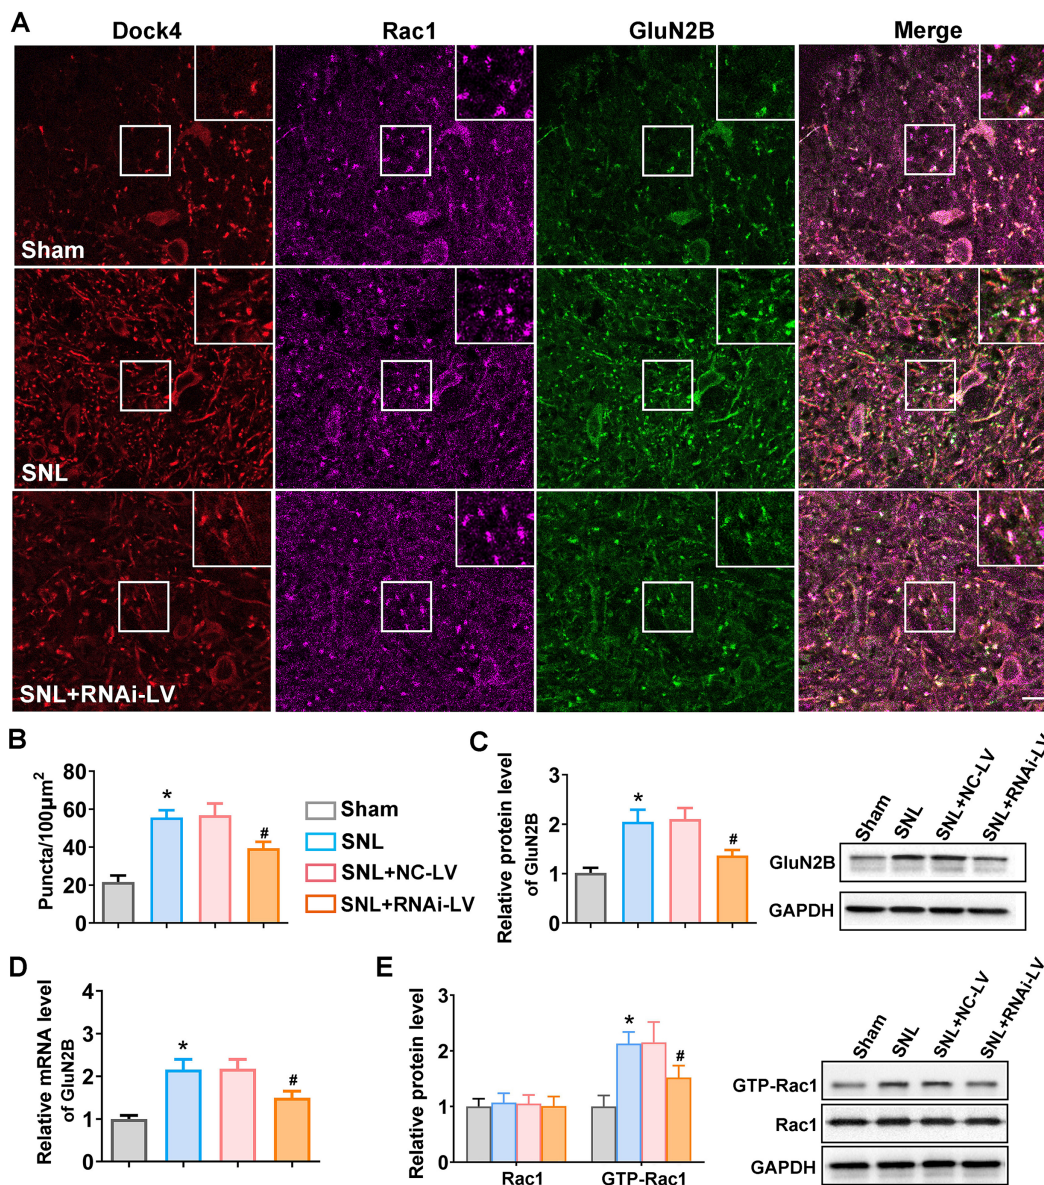 A
Dock4 Rac1 GluN2B Merge
Sham
SNL
SNL+RNAi-LV
B
Puncta/100μm²
80
60
40
20
0
*
#
Sham
SNL
SNL+NC-LV
SNL+RNAi-LV
C
Relative protein level
of GluN2B
3
2
1
0
*
#
Sham
SNL
SNL+NC-LV
SNL+RNAi-LV
GluN2B
GAPDH
D
Relative mRNA level
of GluN2B
4
3
2
1
0
*
#
E
Relative protein level
3
2
1
0
*
#
Rac1 GTP-Rac1
Sham
SNL
SNL+NC-LV
SNL+RNAi-LV
GTP-Rac1
Rac1
GAPDH